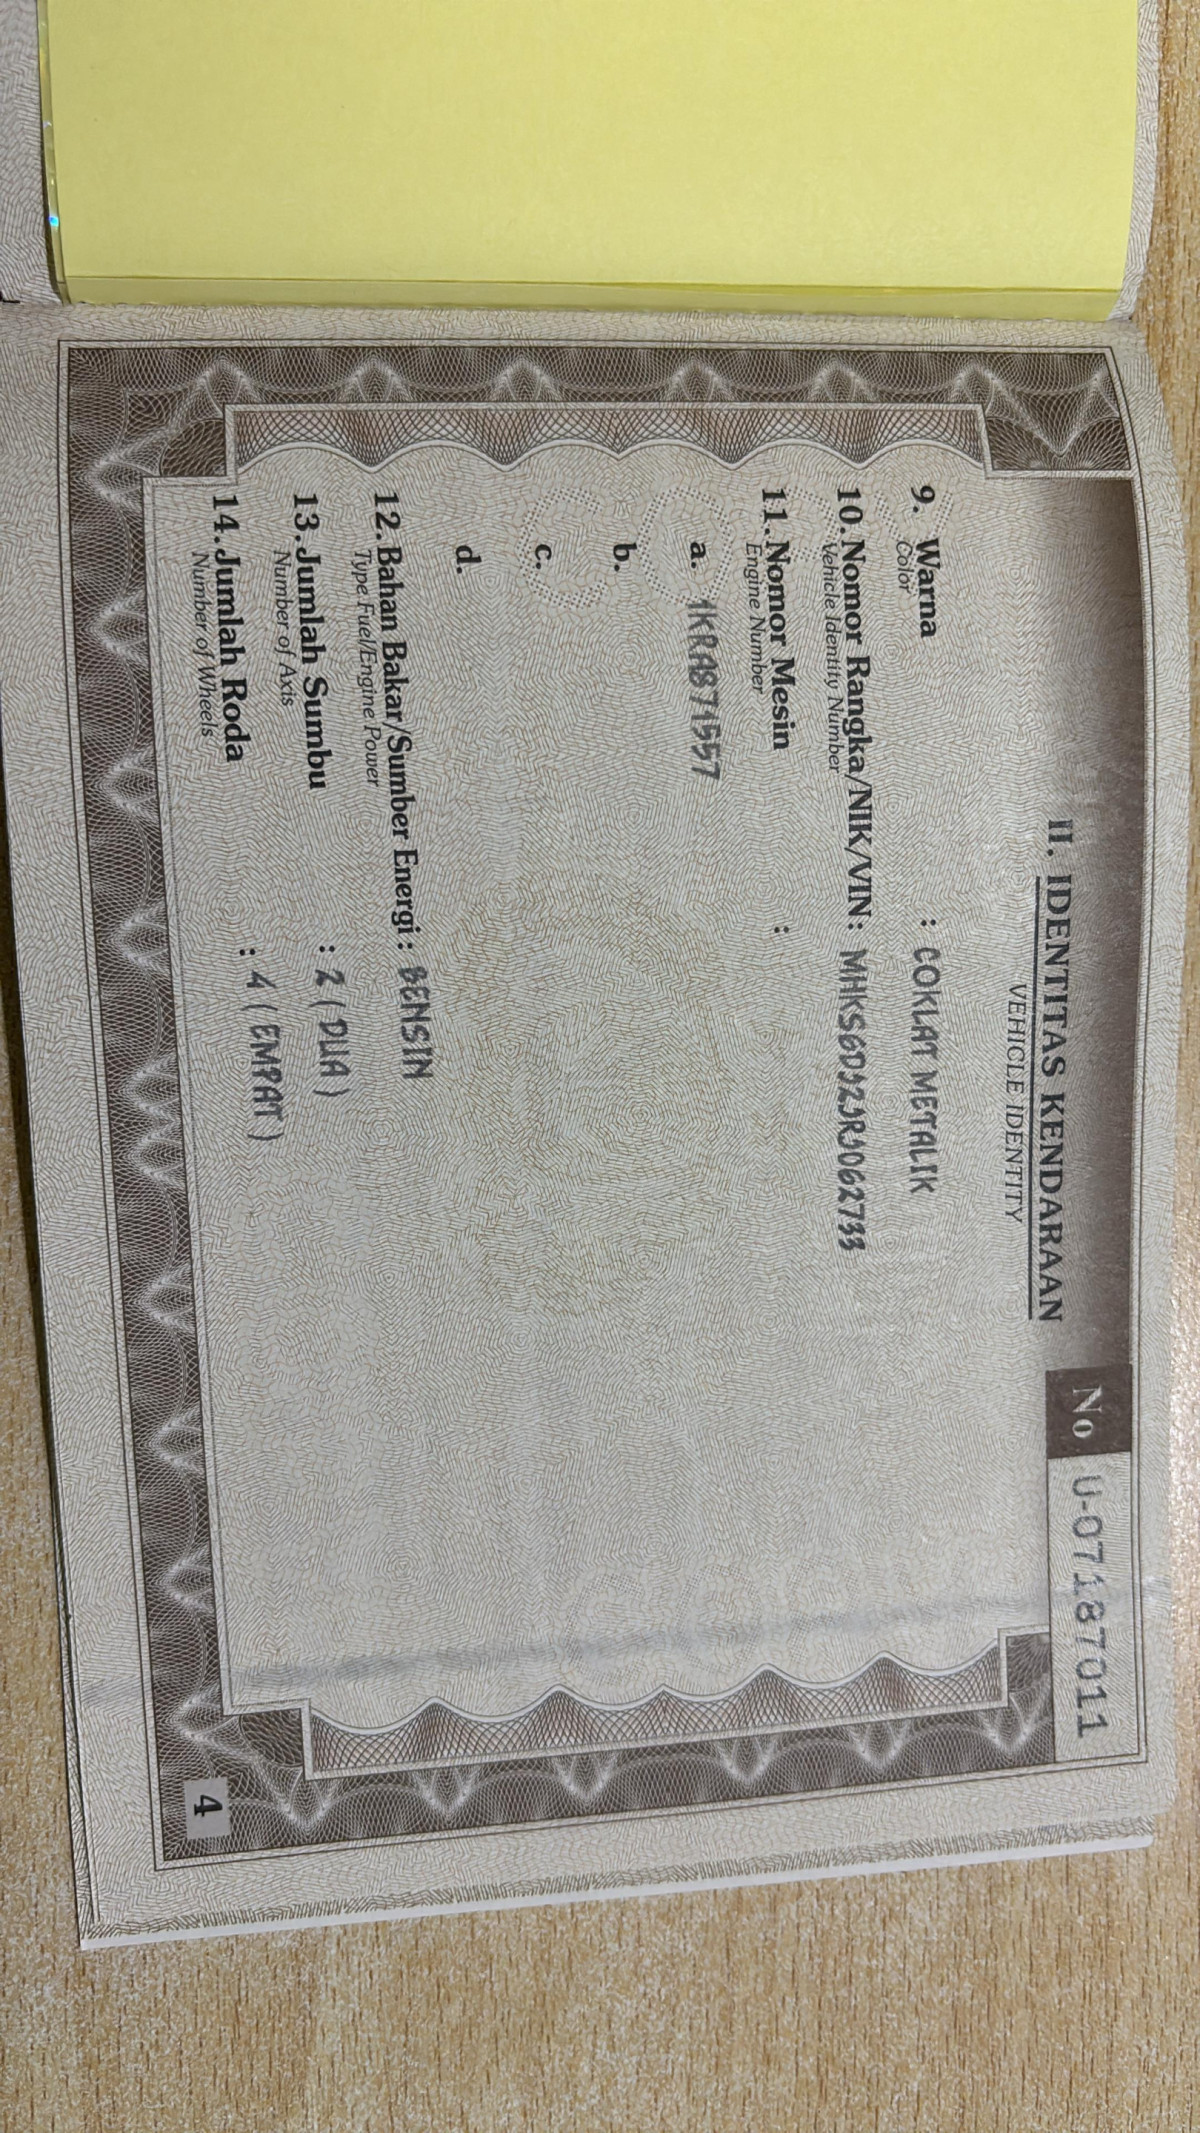 II. IDENTITAS KENDARAAN
VEHICLE IDENTITY
No U-07187011
9. Warna : COKLAT METALIK
Color
10. Nomor Rangka/NIK/VIN : MHKS6DJ2JRJ062733
Vehicle Identity Number
11. Nomor Mesin :
Engine Number
a. 1KRA871557
b.
c.
d.
12. Bahan Bakar/Sumber Energi : BENSIN
Type Fuel/Engine Power
13. Jumlah Sumbu : 2 ( DUA )
Number of Axis
14. Jumlah Roda : 4 ( EMPAT )
Number of Wheels
4